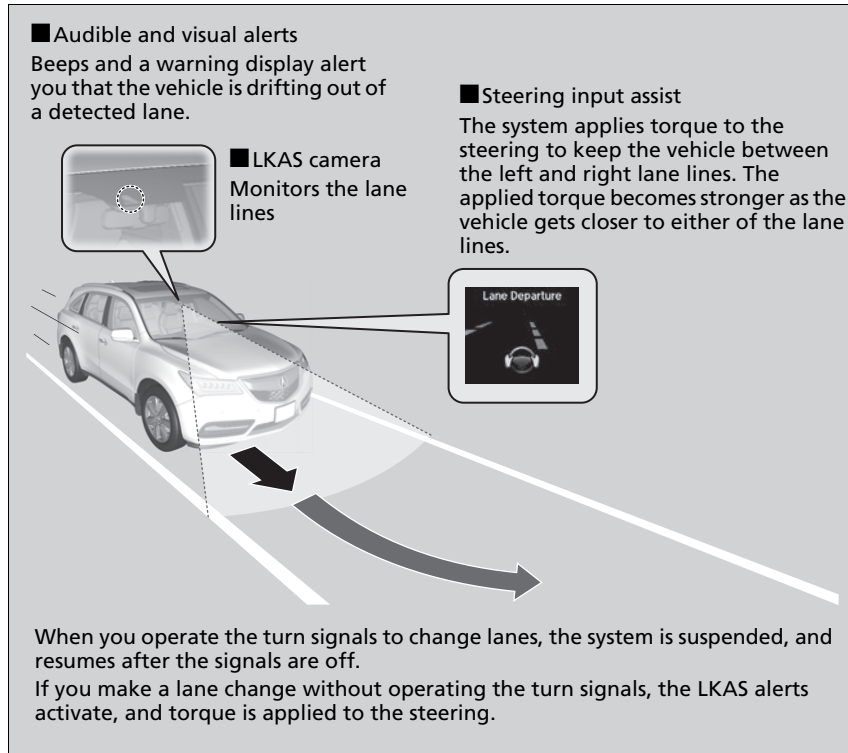 ■Audible and visual alerts
Beeps and a warning display alert
you that the vehicle is drifting out of
a detected lane.
■LKAS camera
Monitors the lane
lines
■Steering input assist
The system applies torque to the
steering to keep the vehicle between
the left and right lane lines. The
applied torque becomes stronger as the
vehicle gets closer to either of the lane
lines.
Lane Departure
When you operate the turn signals to change lanes, the system is suspended, and
resumes after the signals are off.
If you make a lane change without operating the turn signals, the LKAS alerts
activate, and torque is applied to the steering.